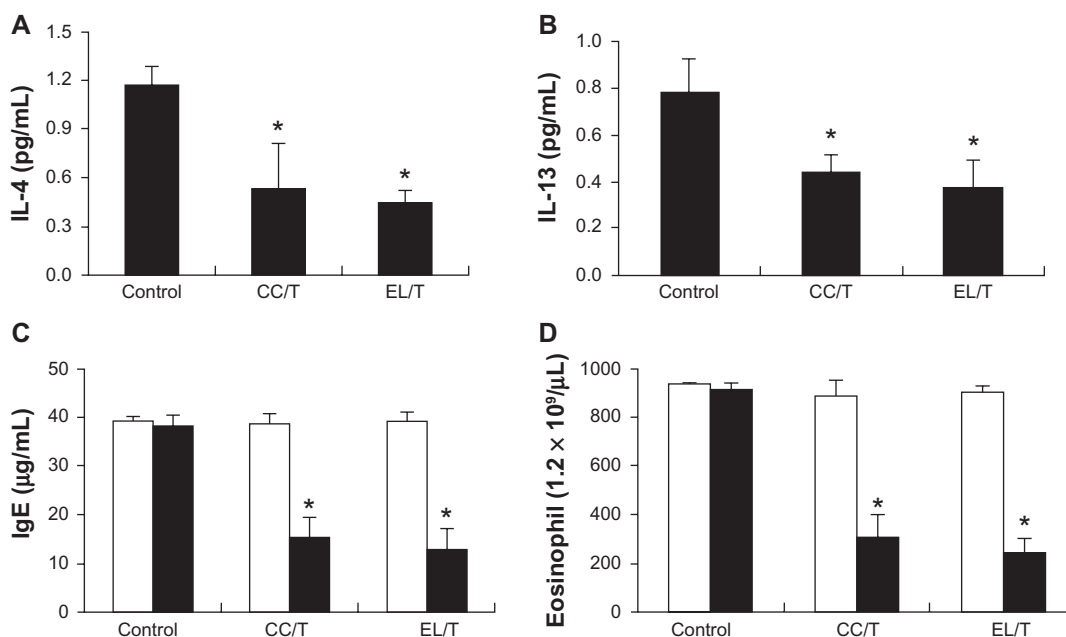 A
IL-4 (pg/mL)
1.5
1.2
0.9
0.6
0.3
0.0
*
*
Control
CC/T
EL/T
B
IL-13 (pg/mL)
1.0
0.8
0.6
0.4
0.2
0.0
*
*
Control
CC/T
EL/T
C
IgE (μg/mL)
50
40
30
20
10
0
*
*
Control
CC/T
EL/T
D
Eosinophil (1.2 × 10⁹/μL)
1000
800
600
400
200
0
*
*
Control
CC/T
EL/T